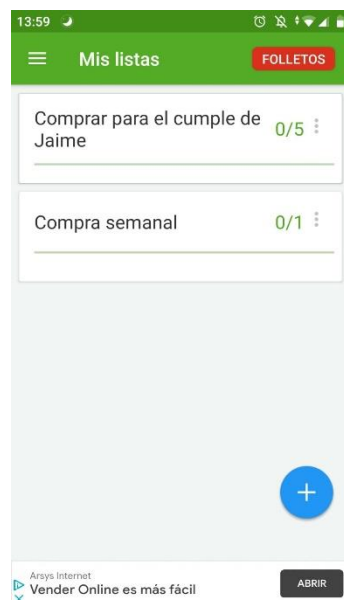 13:59
Mis listas
FOLLETOS
Comprar para el cumple de
Jaime
0/5
Compra semanal
0/1
Arsys Internet
Vender Online es más fácil
ABRIR